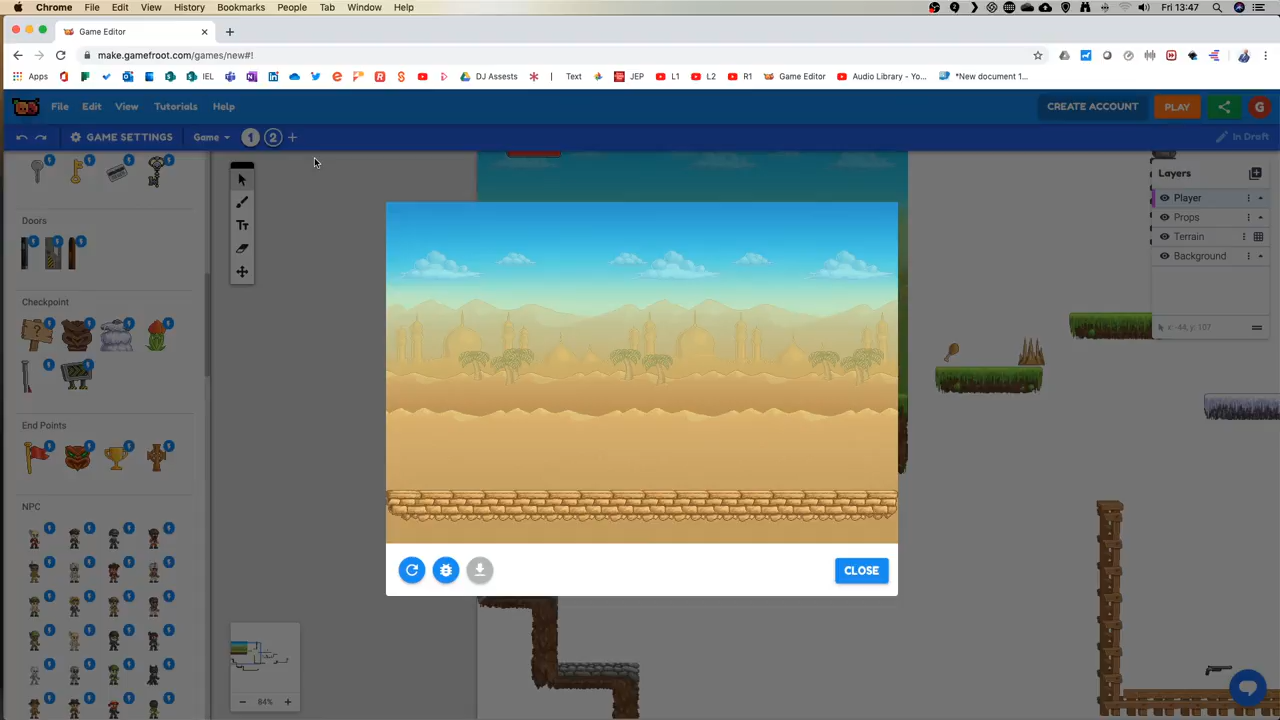 Chrome File Edit View History Bookmarks People Tab Window Help Fri 13:47
Game Editor
make.gamefroot.com/games/new#!
Apps IEL DJ Assests Text JEP L1 L2 R1 Game Editor Audio Library - Yo... *New document 1...
File Edit View Tutorials Help CREATE ACCOUNT PLAY G
GAME SETTINGS Game 1 2 + In Draft
Layers
Player
Props
Terrain
Background
x: -44, y: 107
Doors
Checkpoint
End Points
NPC
CLOSE
84%